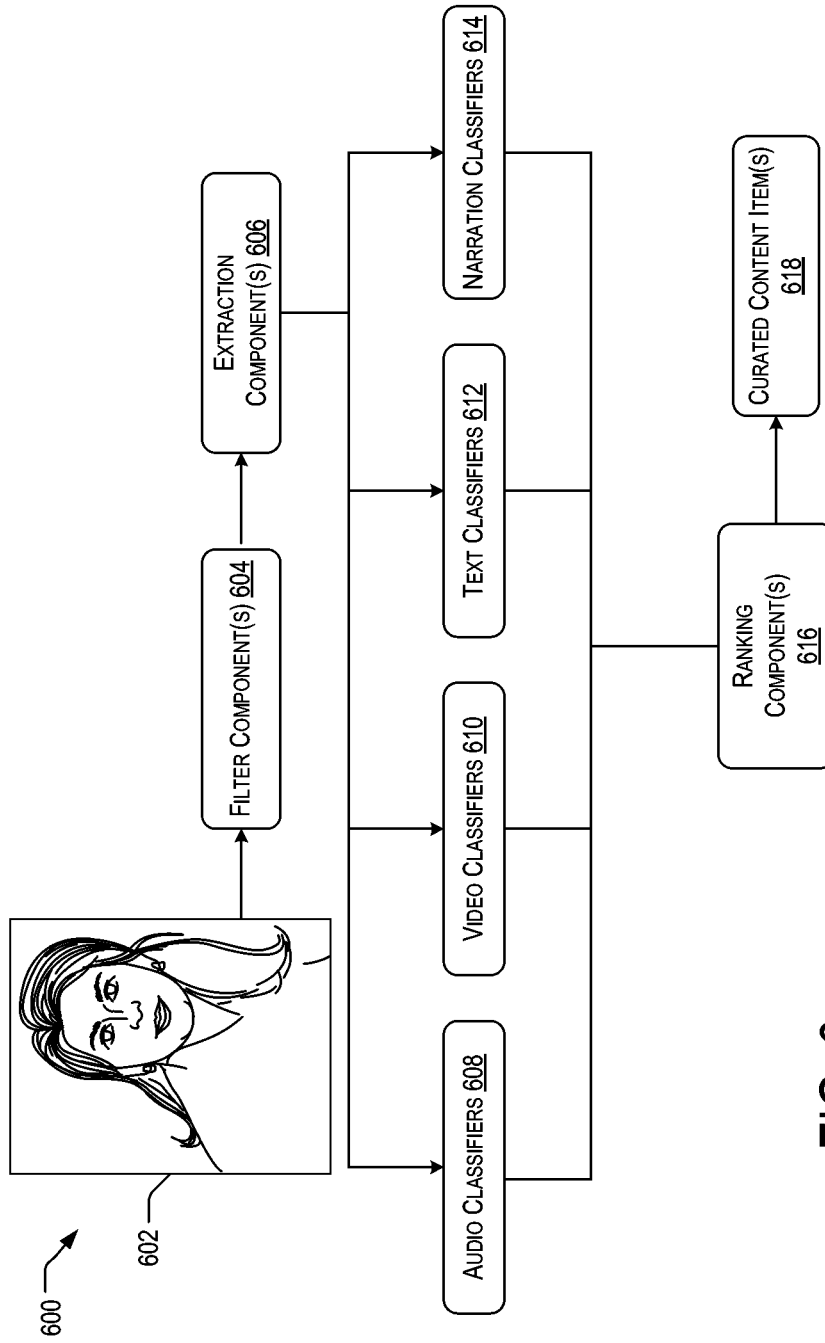 600
602
FILTER COMPONENT(S) 604
EXTRACTION
COMPONENT(S) 606
AUDIO CLASSIFIERS 608
VIDEO CLASSIFIERS 610
TEXT CLASSIFIERS 612
NARRATION CLASSIFIERS 614
RANKING
COMPONENT(S)
616
CURATED CONTENT ITEM(S)
618